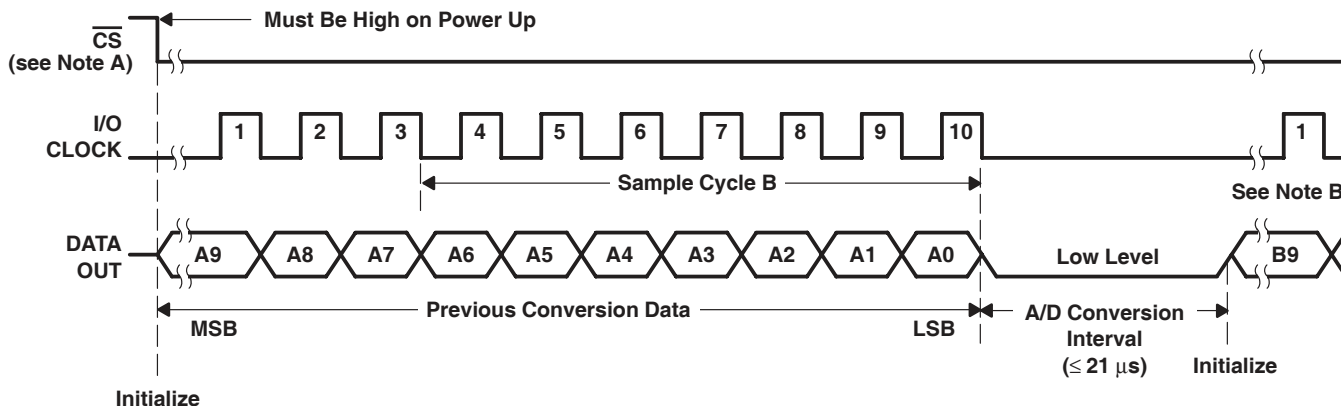 Must Be High on Power Up
CS
(see Note A)
I/O
CLOCK
1 2 3 4 5 6 7 8 9 10 1
Sample Cycle B
See Note B
DATA
OUT
A9 A8 A7 A6 A5 A4 A3 A2 A1 A0 Low Level B9
Previous Conversion Data
MSB LSB
A/D Conversion
Interval
(≤ 21 μs)
Initialize
Initialize